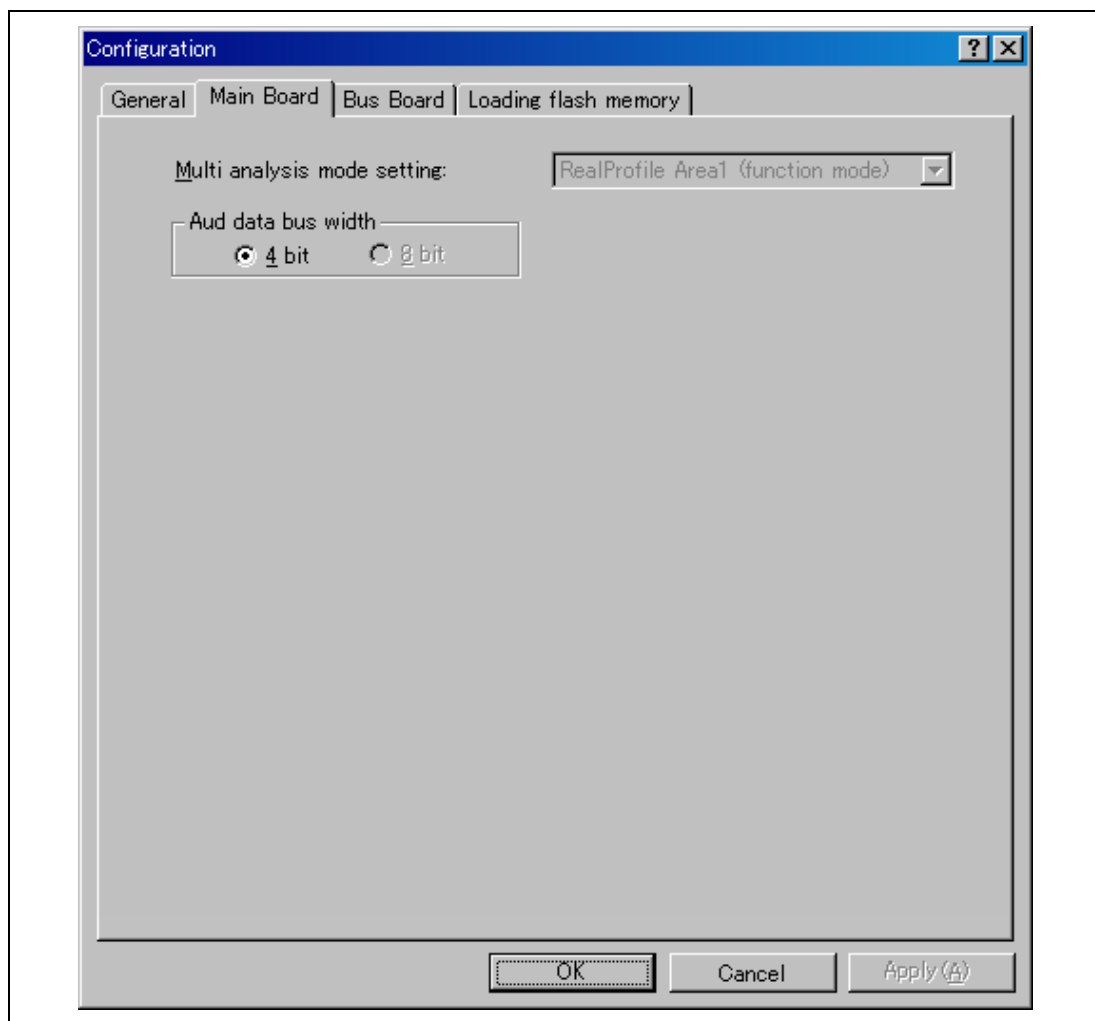 Configuration
General Main Board Bus Board Loading flash memory
Multi analysis mode setting: RealProfile Area1 (function mode)
Aud data bus width
4 bit 8 bit
OK Cancel Apply(A)